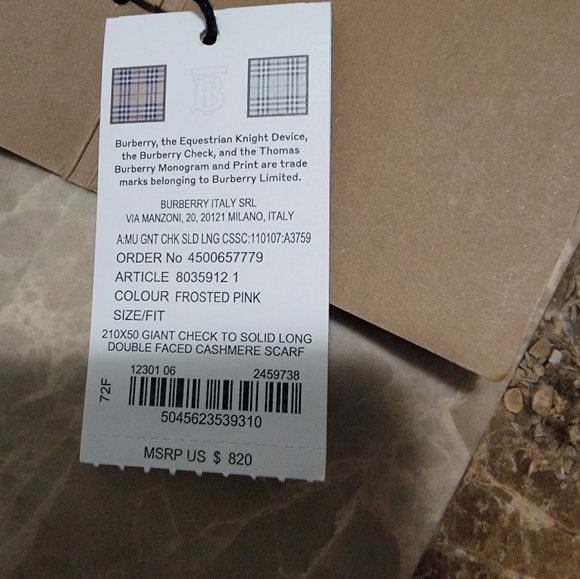 Burberry, the Equestrian Knight Device,
the Burberry Check, and the Thomas
Burberry Monogram and Print are trade
marks belonging to Burberry Limited.
BURBERRY ITALY SRL
VIA MANZONI, 20, 20121 MILANO, ITALY
A:MU GNT CHK SLD LNG CSSC:110107:A3759
ORDER No 4500657779
ARTICLE 8035912 1
COLOUR FROSTED PINK
SIZE/FIT
210X50 GIANT CHECK TO SOLID LONG
DOUBLE FACED CASHMERE SCARF
12301 06 2459738
72F
5045623539310
MSRP US $ 820